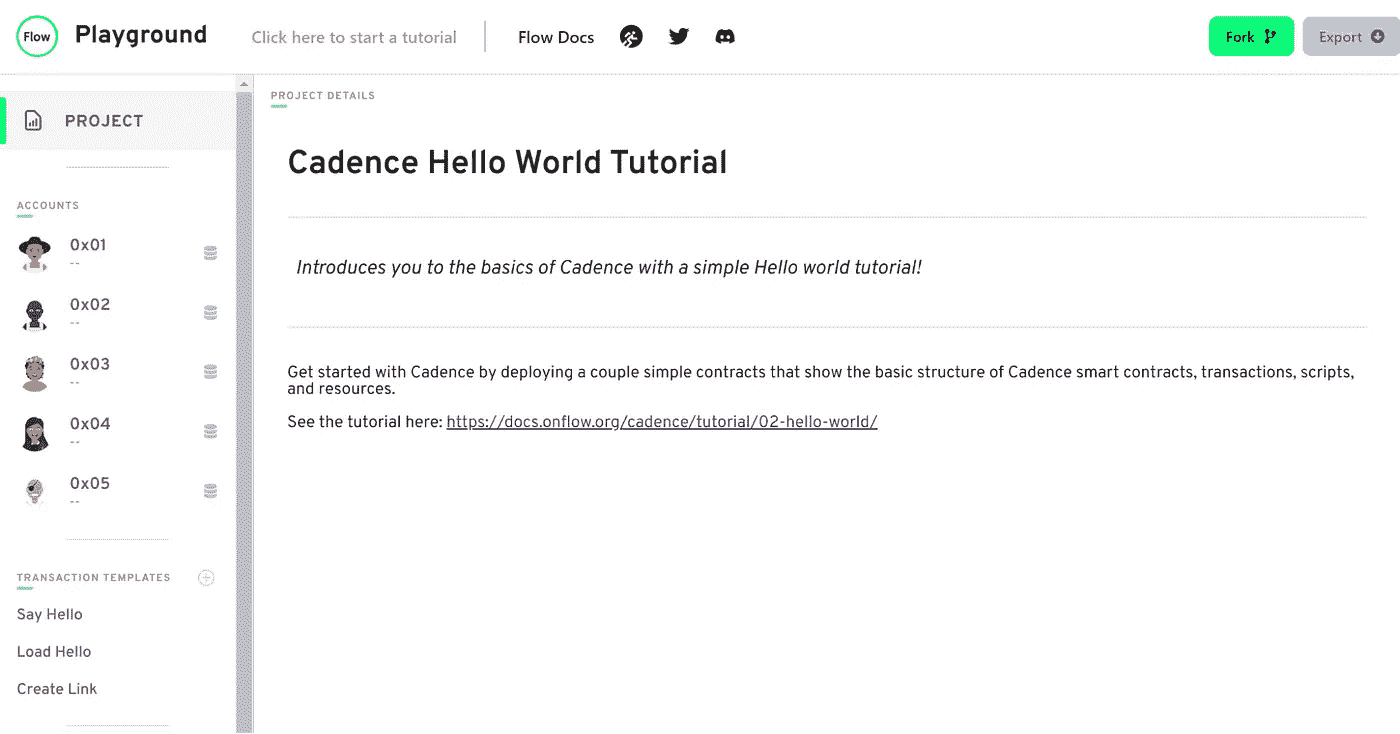 Flow
Playground
Click here to start a tutorial
Flow Docs
Fork
Export
PROJECT
ACCOUNTS
0x01
--
0x02
--
0x03
--
0x04
--
0x05
--
TRANSACTION TEMPLATES
Say Hello
Load Hello
Create Link
PROJECT DETAILS
Cadence Hello World Tutorial
Introduces you to the basics of Cadence with a simple Hello world tutorial!
Get started with Cadence by deploying a couple simple contracts that show the basic structure of Cadence smart contracts, transactions, scripts,
and resources.
See the tutorial here: https://docs.onflow.org/cadence/tutorial/02-hello-world/